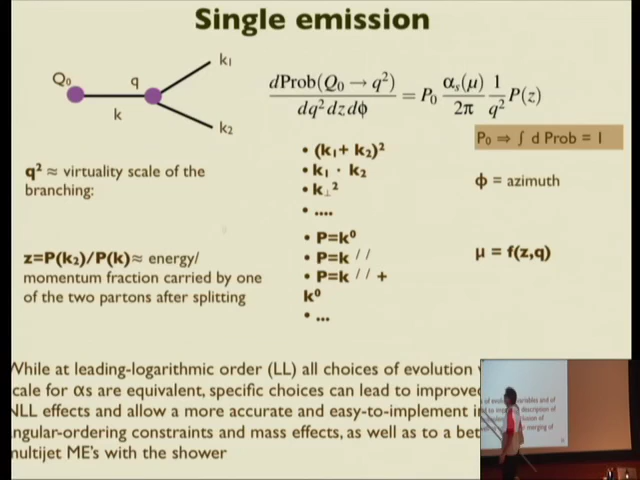 Single emission
k₁
Q₀
q
k
k₂
dProb(Q₀ → q²) / dq² dz dϕ = P₀ αₛ(μ)/2π 1/q² P(z)
P₀ ⇒ ∫ d Prob = 1
• (k₁+ k₂)²
• k₁ · k₂
• k⊥²
• ....
q² ≈ virtuality scale of the
branching:
ϕ = azimuth
• P=k⁰
• P=k //
• P=k // +
k⁰
• ...
z=P(k₂)/P(k)≈ energy/
momentum fraction carried by one
of the two partons after splitting
μ = f(z,q)
While at leading-logarithmic order (LL) all choices of evolution
scale for αs are equivalent, specific choices can lead to improved
NLL effects and allow a more accurate and easy-to-implement
angular-ordering constraints and mass effects, as well as to a
multijet ME's with the shower